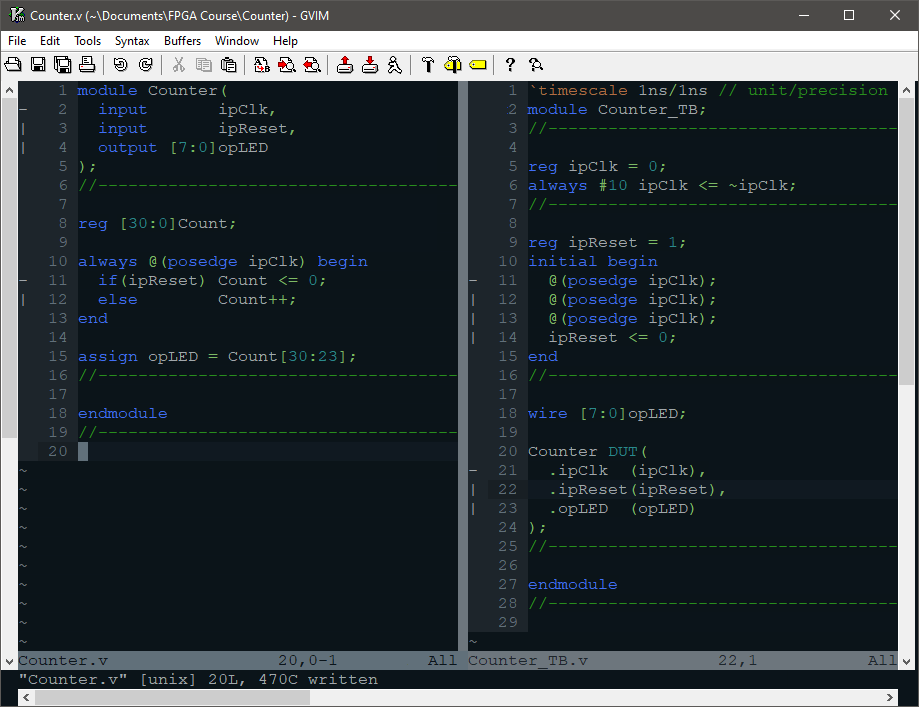 Counter.v (~\Documents\FPGA Course\Counter) - GVIM
File Edit Tools Syntax Buffers Window Help
1 module Counter(
2   input       ipClk,
3   input       ipReset,
4   output [7:0]opLED
5 );
6 //------------------------------------
7
8 reg [30:0]Count;
9
10 always @(posedge ipClk) begin
11   if(ipReset) Count <= 0;
12   else        Count++;
13 end
14
15 assign opLED = Count[30:23];
16 //------------------------------------
17
18 endmodule
19 //------------------------------------
20
~
~
~
~
~
~
~
~
~
~
Counter.v 20,0-1 All
1 `timescale 1ns/1ns // unit/precision
2 module Counter_TB;
3 //-----------------------------------
4
5 reg ipClk = 0;
6 always #10 ipClk <= ~ipClk;
7 //-----------------------------------
8
9 reg ipReset = 1;
10 initial begin
11   @(posedge ipClk);
12   @(posedge ipClk);
13   @(posedge ipClk);
14   ipReset <= 0;
15 end
16 //-----------------------------------
17
18 wire [7:0]opLED;
19
20 Counter DUT(
21   .ipClk  (ipClk),
22   .ipReset(ipReset),
23   .opLED  (opLED)
24 );
25 //-----------------------------------
26
27 endmodule
28 //-----------------------------------
29
~
Counter_TB.v 22,1 All
"Counter.v" [unix] 20L, 470C written